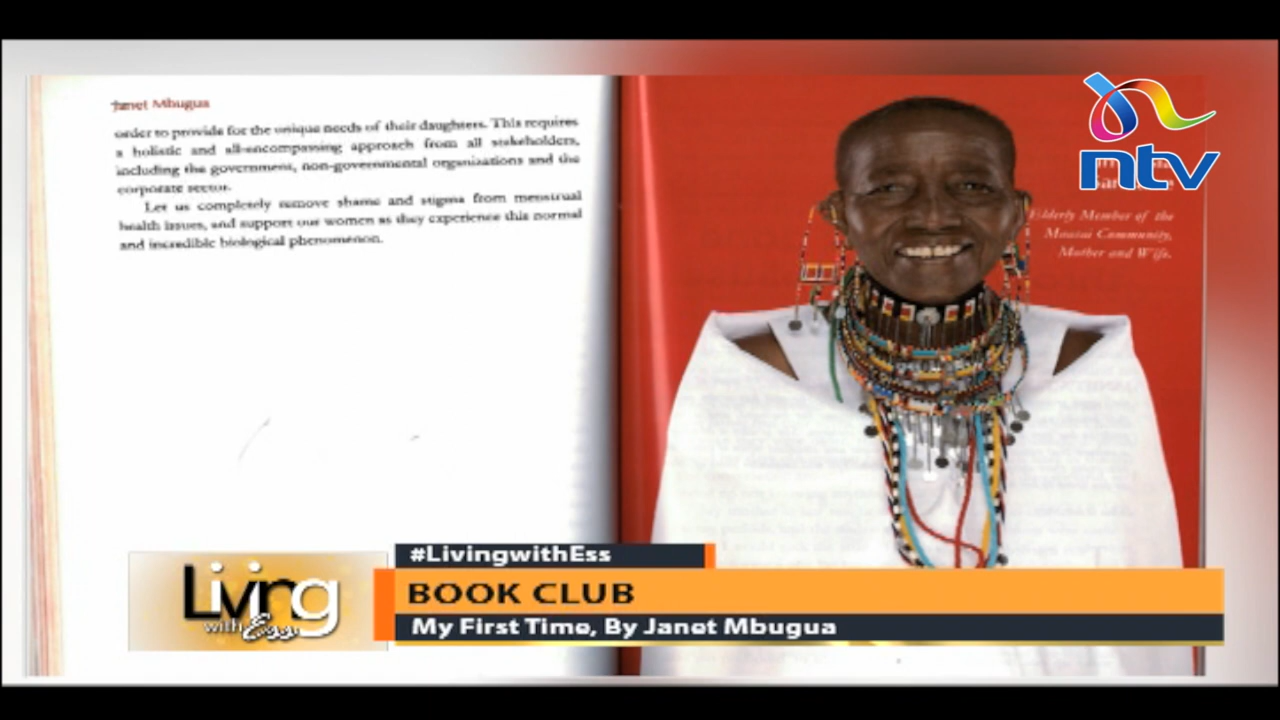 Janet Mbugua
order to provide for the unique needs of their daughters. This requires
a holistic and all-encompassing approach from all stakeholders,
including the government, non-governmental organizations and the
corporate sector.
Let us completely remove shame and stigma from menstrual
health issues, and support our women as they experience this normal
and incredible biological phenomenon.
ntv
Elderly Member of the
Maasai Community,
Mother and Wife.
#LivingwithEss
Living
with Ess
BOOK CLUB
My First Time, By Janet Mbugua